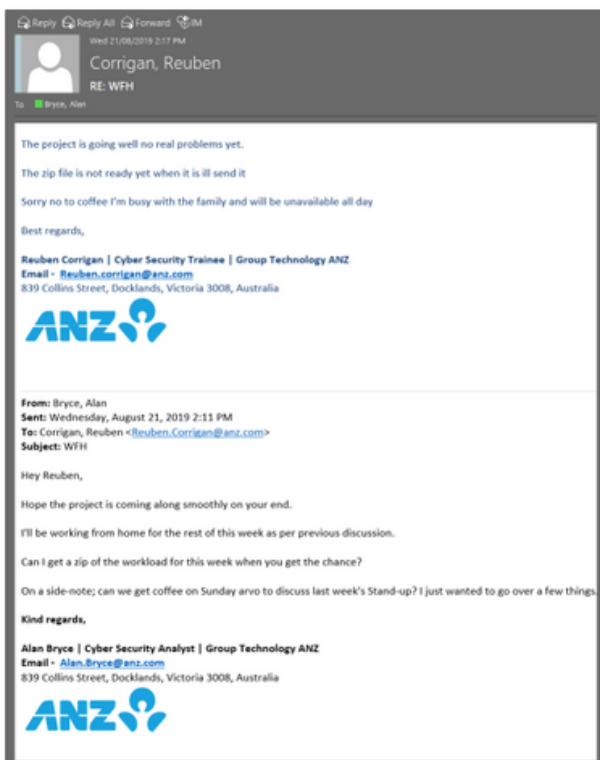 Reply Reply All Forward IM
Wed 21/08/2019 2:17 PM
Corrigan, Reuben
RE: WFH
To Bryce, Alan
The project is going well no real problems yet.
The zip file is not ready yet when it is ill send it
Sorry no to coffee I'm busy with the family and will be unavailable all day
Best regards,
Reuben Corrigan | Cyber Security Trainee | Group Technology ANZ
Email - Reuben.corrigan@anz.com
839 Collins Street, Docklands, Victoria 3008, Australia
ANZ
From: Bryce, Alan
Sent: Wednesday, August 21, 2019 2:11 PM
To: Corrigan, Reuben <Reuben.Corrigan@anz.com>
Subject: WFH
Hey Reuben,
Hope the project is coming along smoothly on your end.
I'll be working from home for the rest of this week as per previous discussion.
Can I get a zip of the workload for this week when you get the chance?
On a side-note; can we get coffee on Sunday arvo to discuss last week's Stand-up? I just wanted to go over a few things.
Kind regards,
Alan Bryce | Cyber Security Analyst | Group Technology ANZ
Email - Alan.Bryce@anz.com
839 Collins Street, Docklands, Victoria 3008, Australia
ANZ